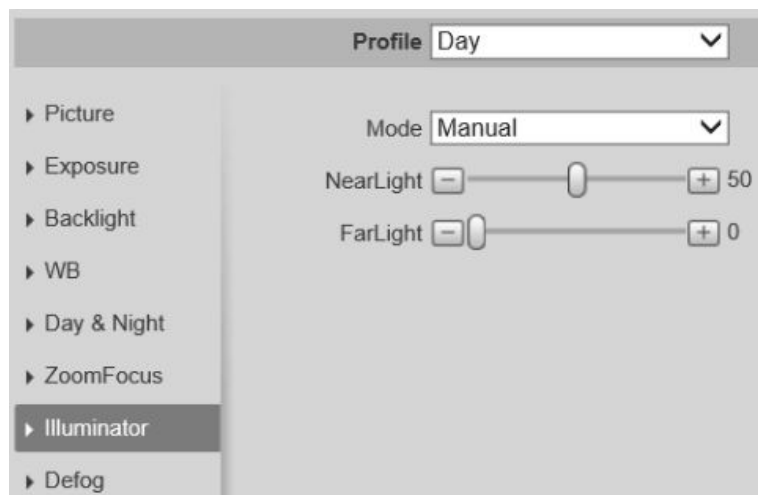 Profile Day
Picture
Exposure
Backlight
WB
Day & Night
ZoomFocus
Illuminator
Defog
Mode Manual
NearLight 50
FarLight 0